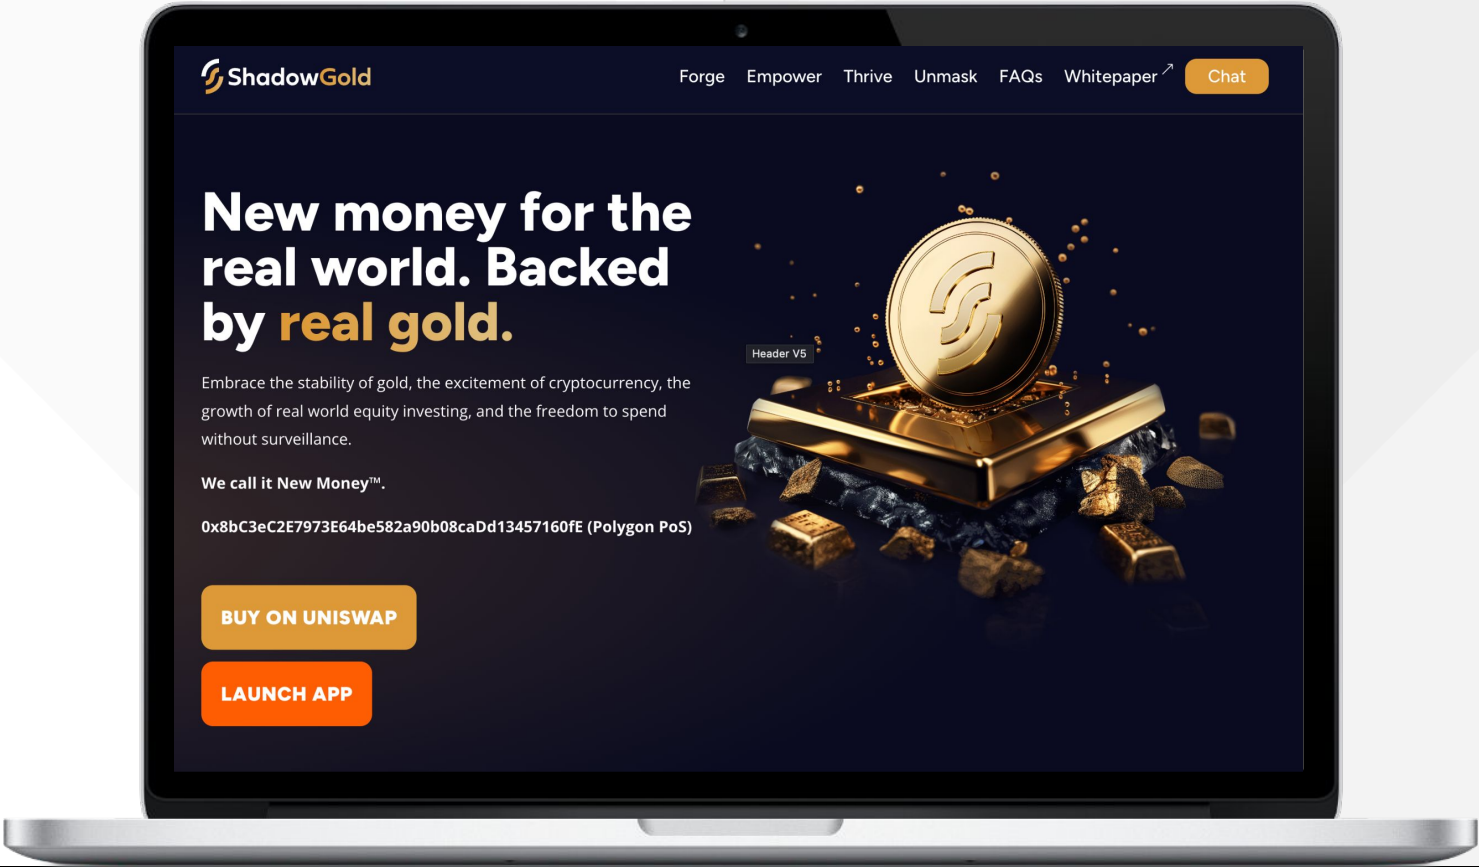 ShadowGold
Forge Empower Thrive Unmask FAQs Whitepaper Chat
New money for the
real world. Backed
by real gold.
Header V5
Embrace the stability of gold, the excitement of cryptocurrency, the
growth of real world equity investing, and the freedom to spend
without surveillance.
We call it New Money™.
0x8bC3eC2E7973E64be582a90b08caDd13457160fE (Polygon PoS)
BUY ON UNISWAP
LAUNCH APP